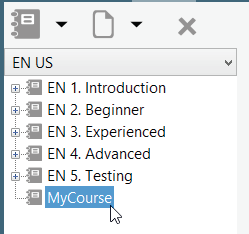 EN US
EN 1. Introduction
EN 2. Beginner
EN 3. Experienced
EN 4. Advanced
EN 5. Testing
MyCourse